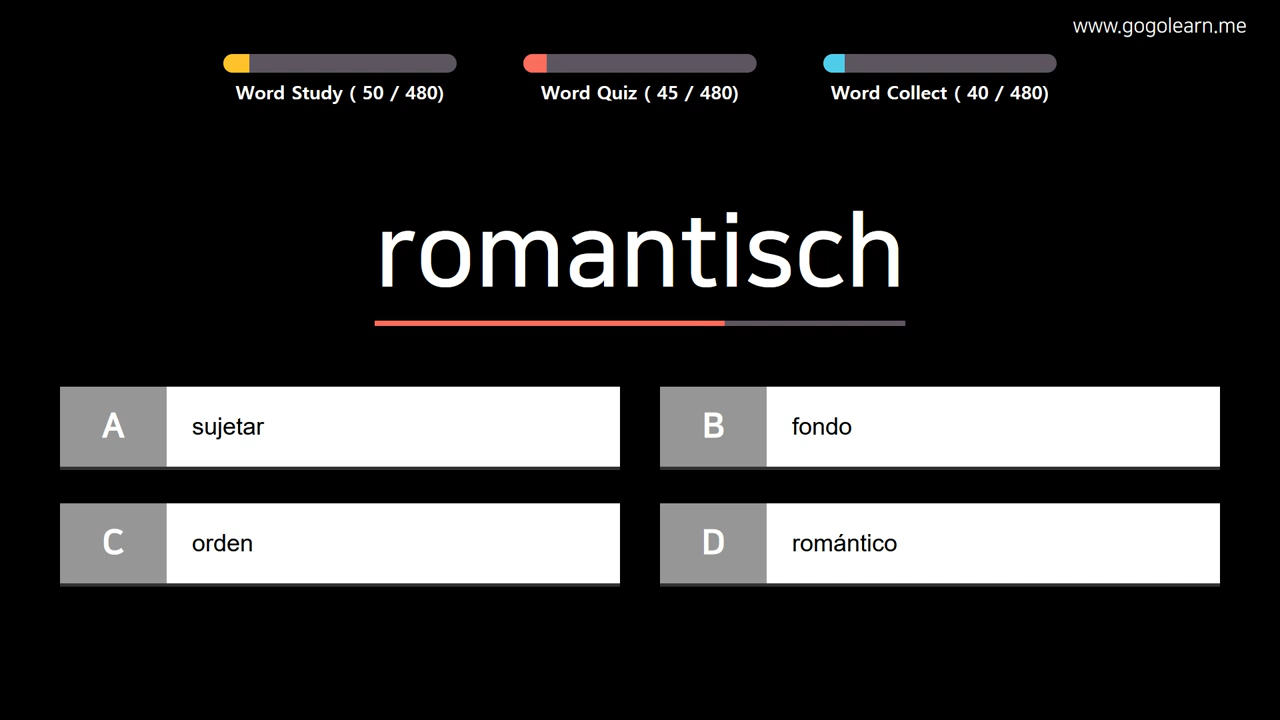 www.gogolearn.me
Word Study ( 50 / 480)
Word Quiz ( 45 / 480)
Word Collect ( 40 / 480)
romantisch
A sujetar
B fondo
C orden
D romántico